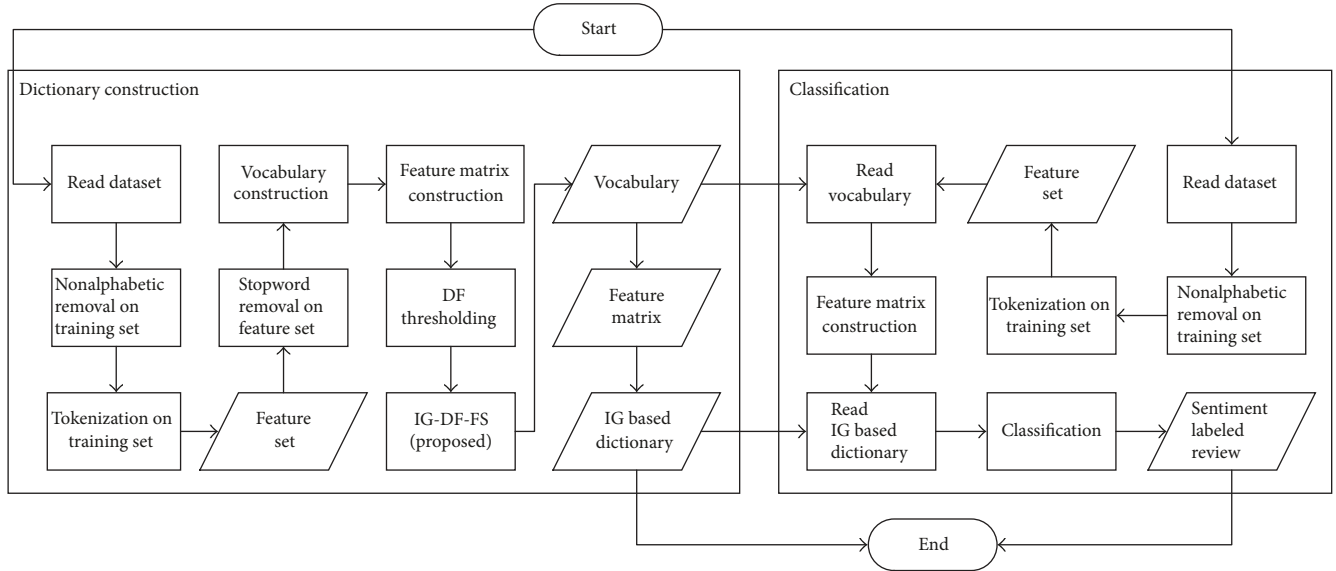 Start
Dictionary construction
Read dataset
Nonalphabetic
removal on
training set
Tokenization on
training set
Feature
set
Stopword
removal on
feature set
Vocabulary
construction
Feature matrix
construction
DF
thresholding
IG-DF-FS
(proposed)
Vocabulary
Feature
matrix
IG based
dictionary
Classification
Read dataset
Nonalphabetic
removal on
training set
Tokenization on
training set
Feature
set
Read
vocabulary
Feature matrix
construction
Read
IG based
dictionary
Classification
Sentiment
labeled
review
End